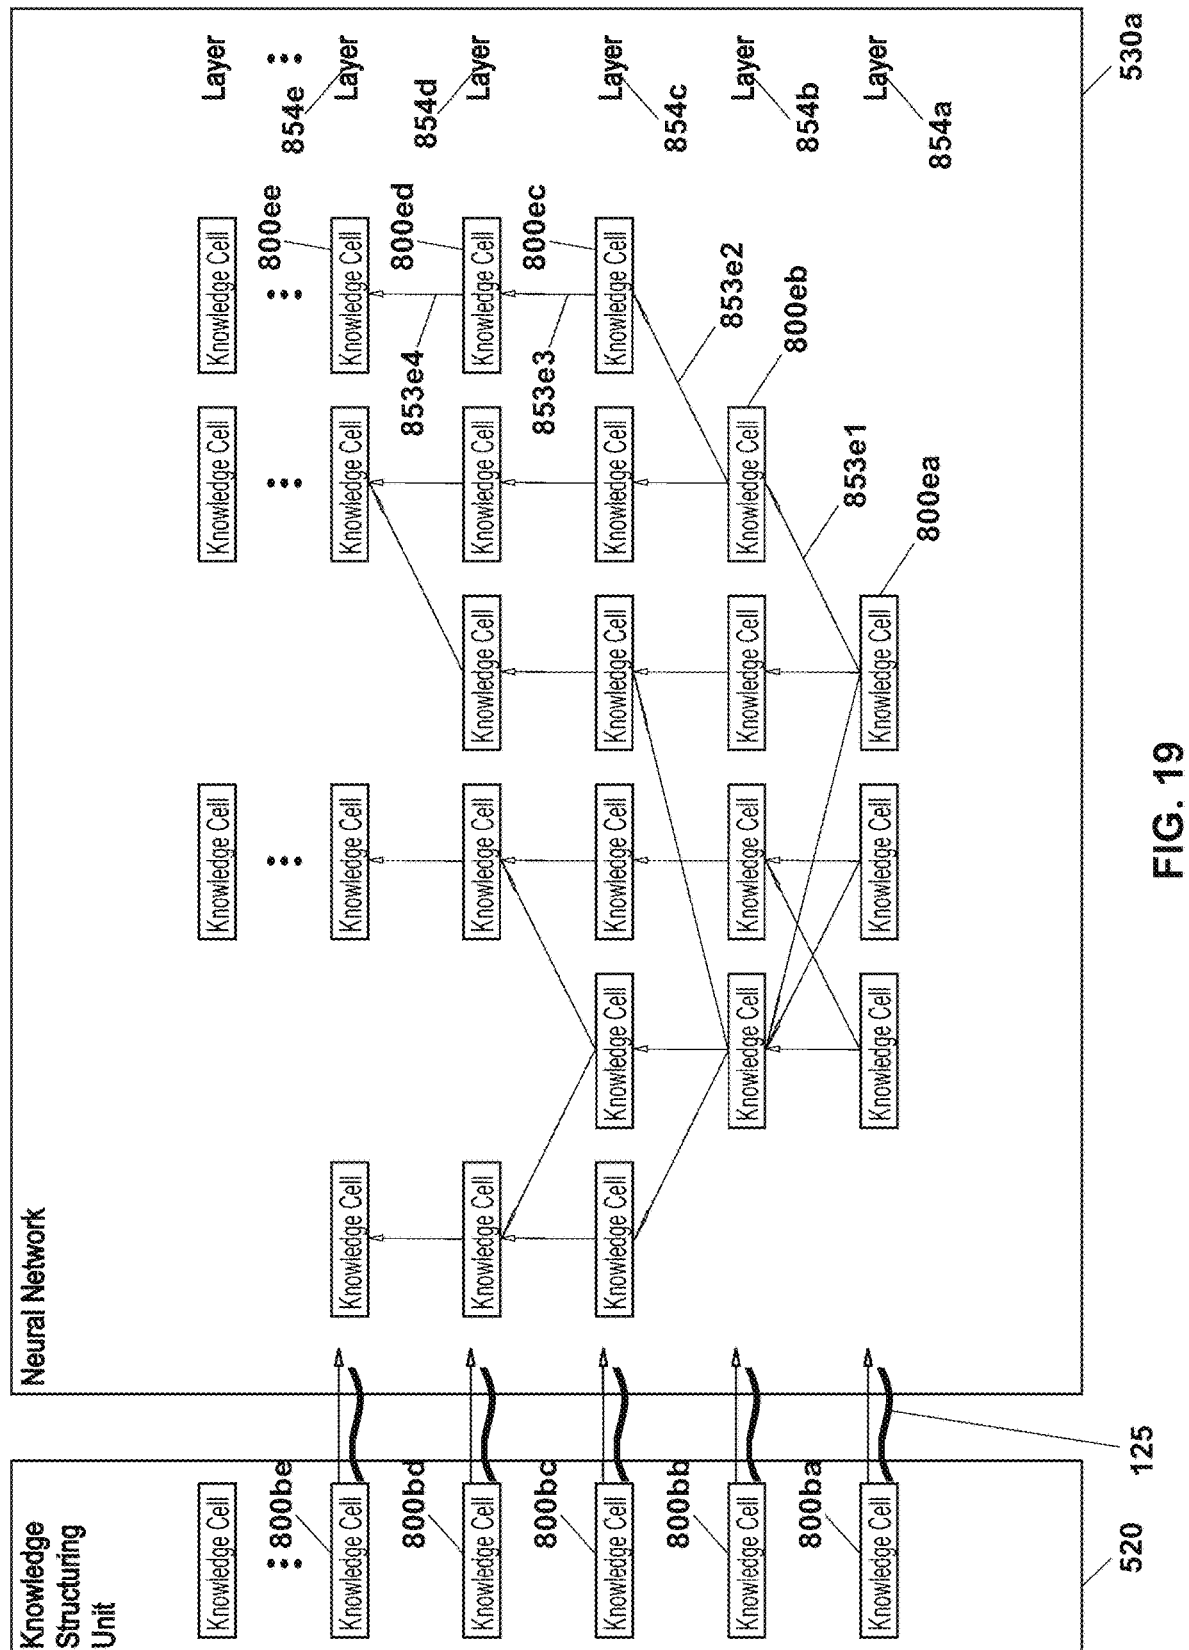 Knowledge
Structuring
Unit
Neural Network
Knowledge Cell Knowledge Cell Knowledge Cell Knowledge Cell Layer
800be 800ee 854e
Knowledge Cell Knowledge Cell Knowledge Cell Knowledge Cell Knowledge Cell Layer
800bd 853e4 800ed 854d
Knowledge Cell Knowledge Cell Knowledge Cell Knowledge Cell Knowledge Cell Knowledge Cell Layer
800bc 853e3 800ec
Knowledge Cell Knowledge Cell Knowledge Cell Knowledge Cell Knowledge Cell Knowledge Cell Knowledge Cell Layer
800bb 853e2 854c
Knowledge Cell Knowledge Cell Knowledge Cell Knowledge Cell Knowledge Cell Layer
800ba 853e1 800eb 854b
Knowledge Cell Knowledge Cell Knowledge Cell Knowledge Cell Layer
800ea 854a
520 125 530a
FIG. 19